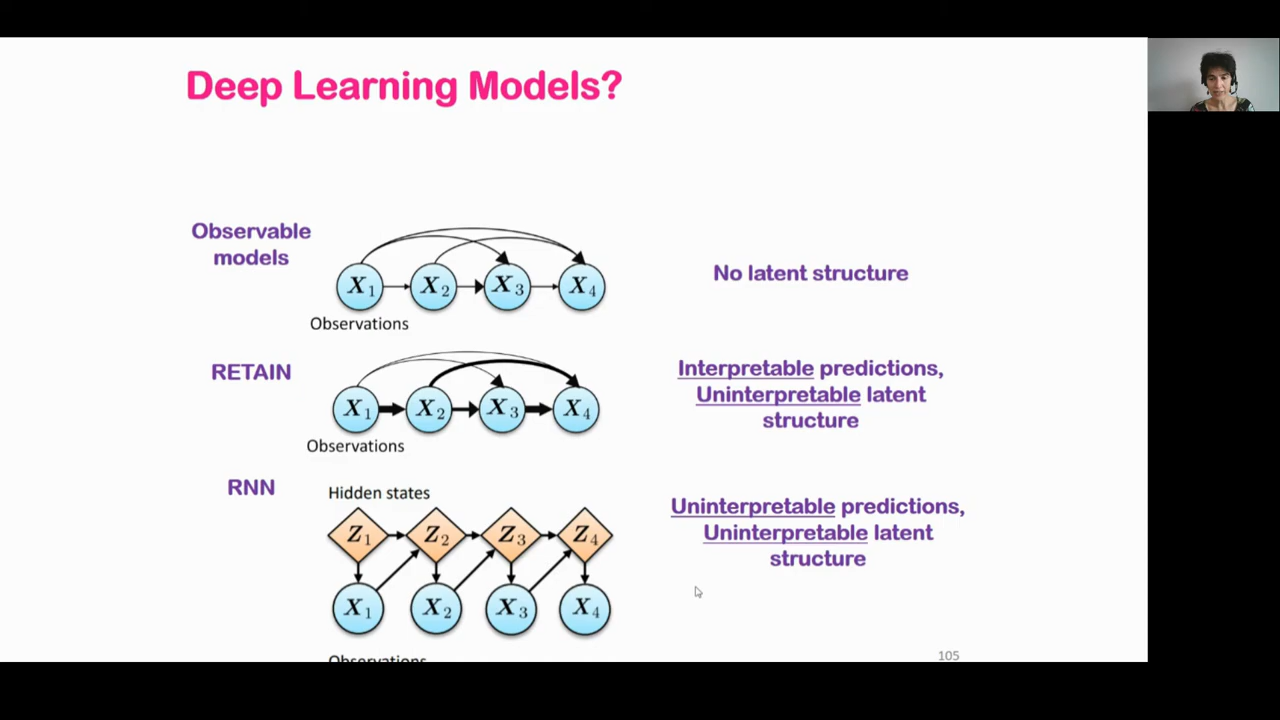 Deep Learning Models?
Observable
models
X1
X2
X3
X4
Observations
No latent structure
RETAIN
X1
X2
X3
X4
Observations
Interpretable predictions,
Uninterpretable latent
structure
RNN
Hidden states
Z1
Z2
Z3
Z4
X1
X2
X3
X4
Observations
Uninterpretable predictions,
Uninterpretable latent
structure
105